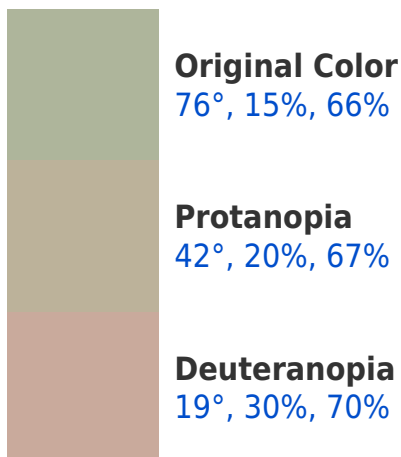 Original Color
76°, 15%, 66%
Protanopia
42°, 20%, 67%
Deuteranopia
19°, 30%, 70%